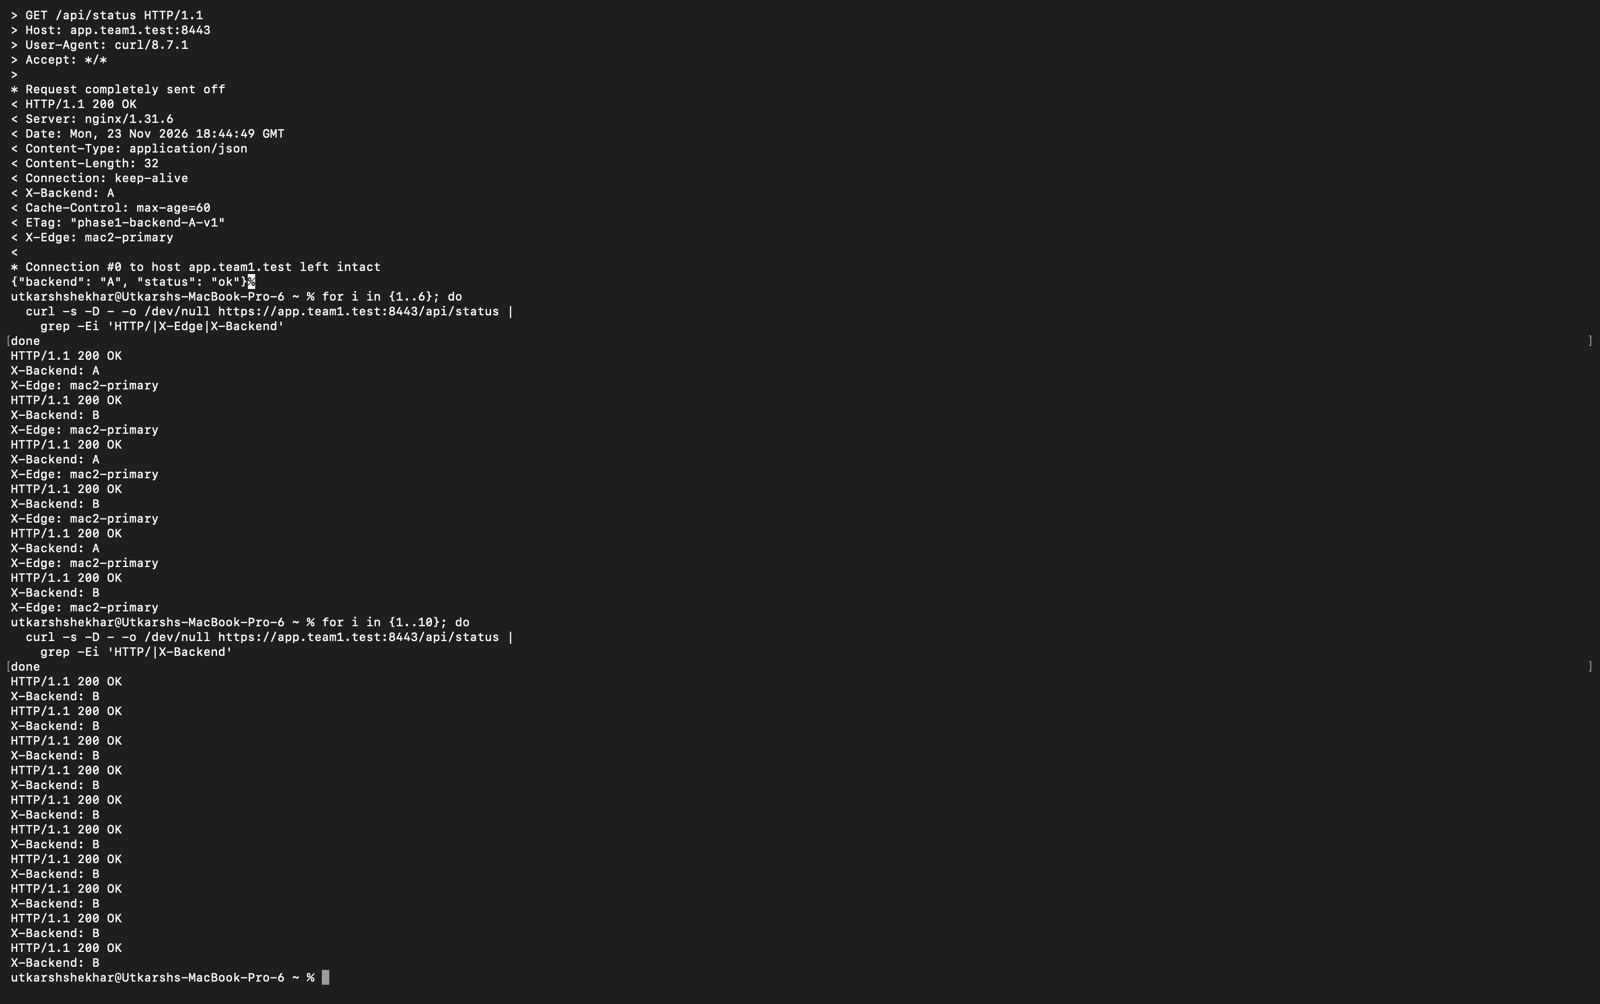 > GET /api/status HTTP/1.1
> Host: app.team1.test:8443
> User-Agent: curl/8.7.1
> Accept: */*
>
* Request completely sent off
< HTTP/1.1 200 OK
< Server: nginx/1.31.6
< Date: Mon, 23 Nov 2026 18:44:49 GMT
< Content-Type: application/json
< Content-Length: 32
< Connection: keep-alive
< X-Backend: A
< Cache-Control: max-age=60
< ETag: "phase1-backend-A-v1"
< X-Edge: mac2-primary
<
* Connection #0 to host app.team1.test left intact
{"backend": "A", "status": "ok"}%
utkarshshekhar@Utkarshs-MacBook-Pro-6 ~ % for i in {1..6}; do
  curl -s -D - -o /dev/null https://app.team1.test:8443/api/status |
    grep -Ei 'HTTP/|X-Edge|X-Backend'
[done ]
HTTP/1.1 200 OK
X-Backend: A
X-Edge: mac2-primary
HTTP/1.1 200 OK
X-Backend: B
X-Edge: mac2-primary
HTTP/1.1 200 OK
X-Backend: A
X-Edge: mac2-primary
HTTP/1.1 200 OK
X-Backend: B
X-Edge: mac2-primary
HTTP/1.1 200 OK
X-Backend: A
X-Edge: mac2-primary
HTTP/1.1 200 OK
X-Backend: B
X-Edge: mac2-primary
utkarshshekhar@Utkarshs-MacBook-Pro-6 ~ % for i in {1..10}; do
  curl -s -D - -o /dev/null https://app.team1.test:8443/api/status |
    grep -Ei 'HTTP/|X-Backend'
[done ]
HTTP/1.1 200 OK
X-Backend: B
HTTP/1.1 200 OK
X-Backend: B
HTTP/1.1 200 OK
X-Backend: B
HTTP/1.1 200 OK
X-Backend: B
HTTP/1.1 200 OK
X-Backend: B
HTTP/1.1 200 OK
X-Backend: B
HTTP/1.1 200 OK
X-Backend: B
HTTP/1.1 200 OK
X-Backend: B
HTTP/1.1 200 OK
X-Backend: B
HTTP/1.1 200 OK
X-Backend: B
utkarshshekhar@Utkarshs-MacBook-Pro-6 ~ %